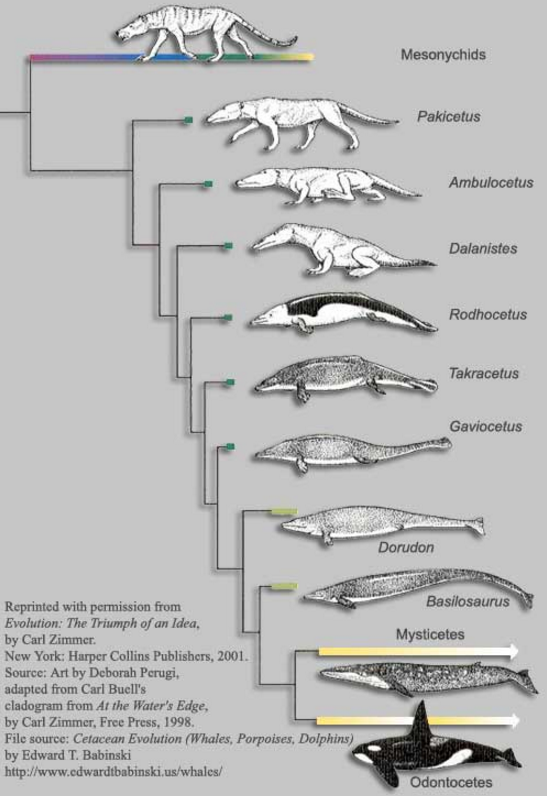 Mesonychids
Pakicetus
Ambulocetus
Dalanistes
Rodhocetus
Takracetus
Gaviocetus
Dorudon
Basilosaurus
Mysticetes
Odontocetes
Reprinted with permission from
Evolution: The Triumph of an Idea,
by Carl Zimmer.
New York: Harper Collins Publishers, 2001.
Source: Art by Deborah Perugi,
adapted from Carl Buell's
cladogram from At the Water's Edge,
by Carl Zimmer, Free Press, 1998.
File source: Cetacean Evolution (Whales, Porpoises, Dolphins)
by Edward T. Babinski
http://www.edwardtbabinski.us/whales/